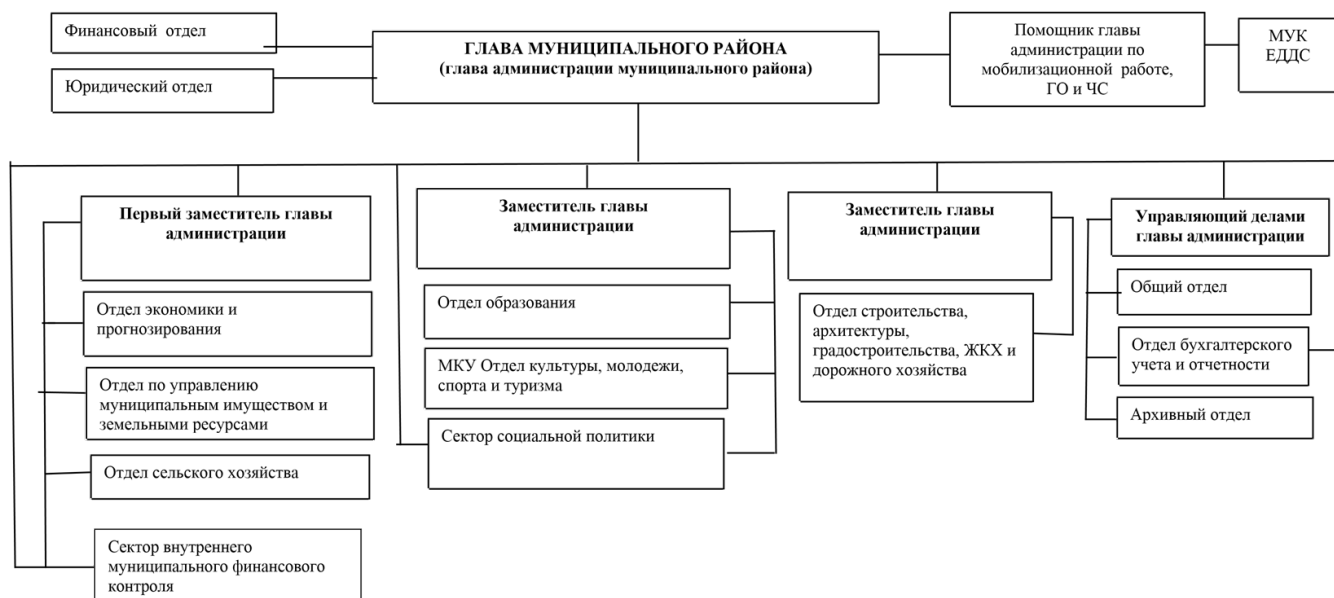 Финансовый отдел
Юридический отдел
ГЛАВА МУНИЦИПАЛЬНОГО РАЙОНА
(глава администрации муниципального района)
Помощник главы
администрации по
мобилизационной работе,
ГО и ЧС
МУК
ЕДДС
Первый заместитель главы
администрации
Отдел экономики и
прогнозирования
Отдел по управлению
муниципальным имуществом и
земельными ресурсами
Отдел сельского хозяйства
Сектор внутреннего
муниципального финансового
контроля
Заместитель главы
администрации
Отдел образования
МКУ Отдел культуры, молодежи,
спорта и туризма
Сектор социальной политики
Заместитель главы
администрации
Отдел строительства,
архитектуры,
градостроительства, ЖКХ и
дорожного хозяйства
Управляющий делами
главы администрации
Общий отдел
Отдел бухгалтерского
учета и отчетности
Архивный отдел